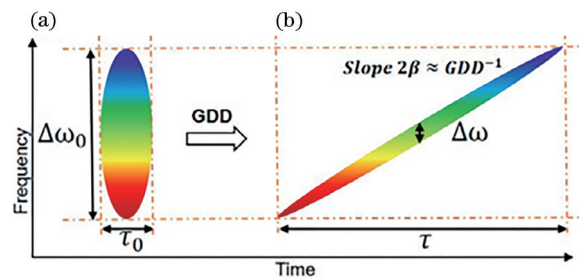 (a)
(b)
Frequency
Δω₀
τ₀
GDD
Slope 2β ≈ GDD⁻¹
Δω
τ
Time